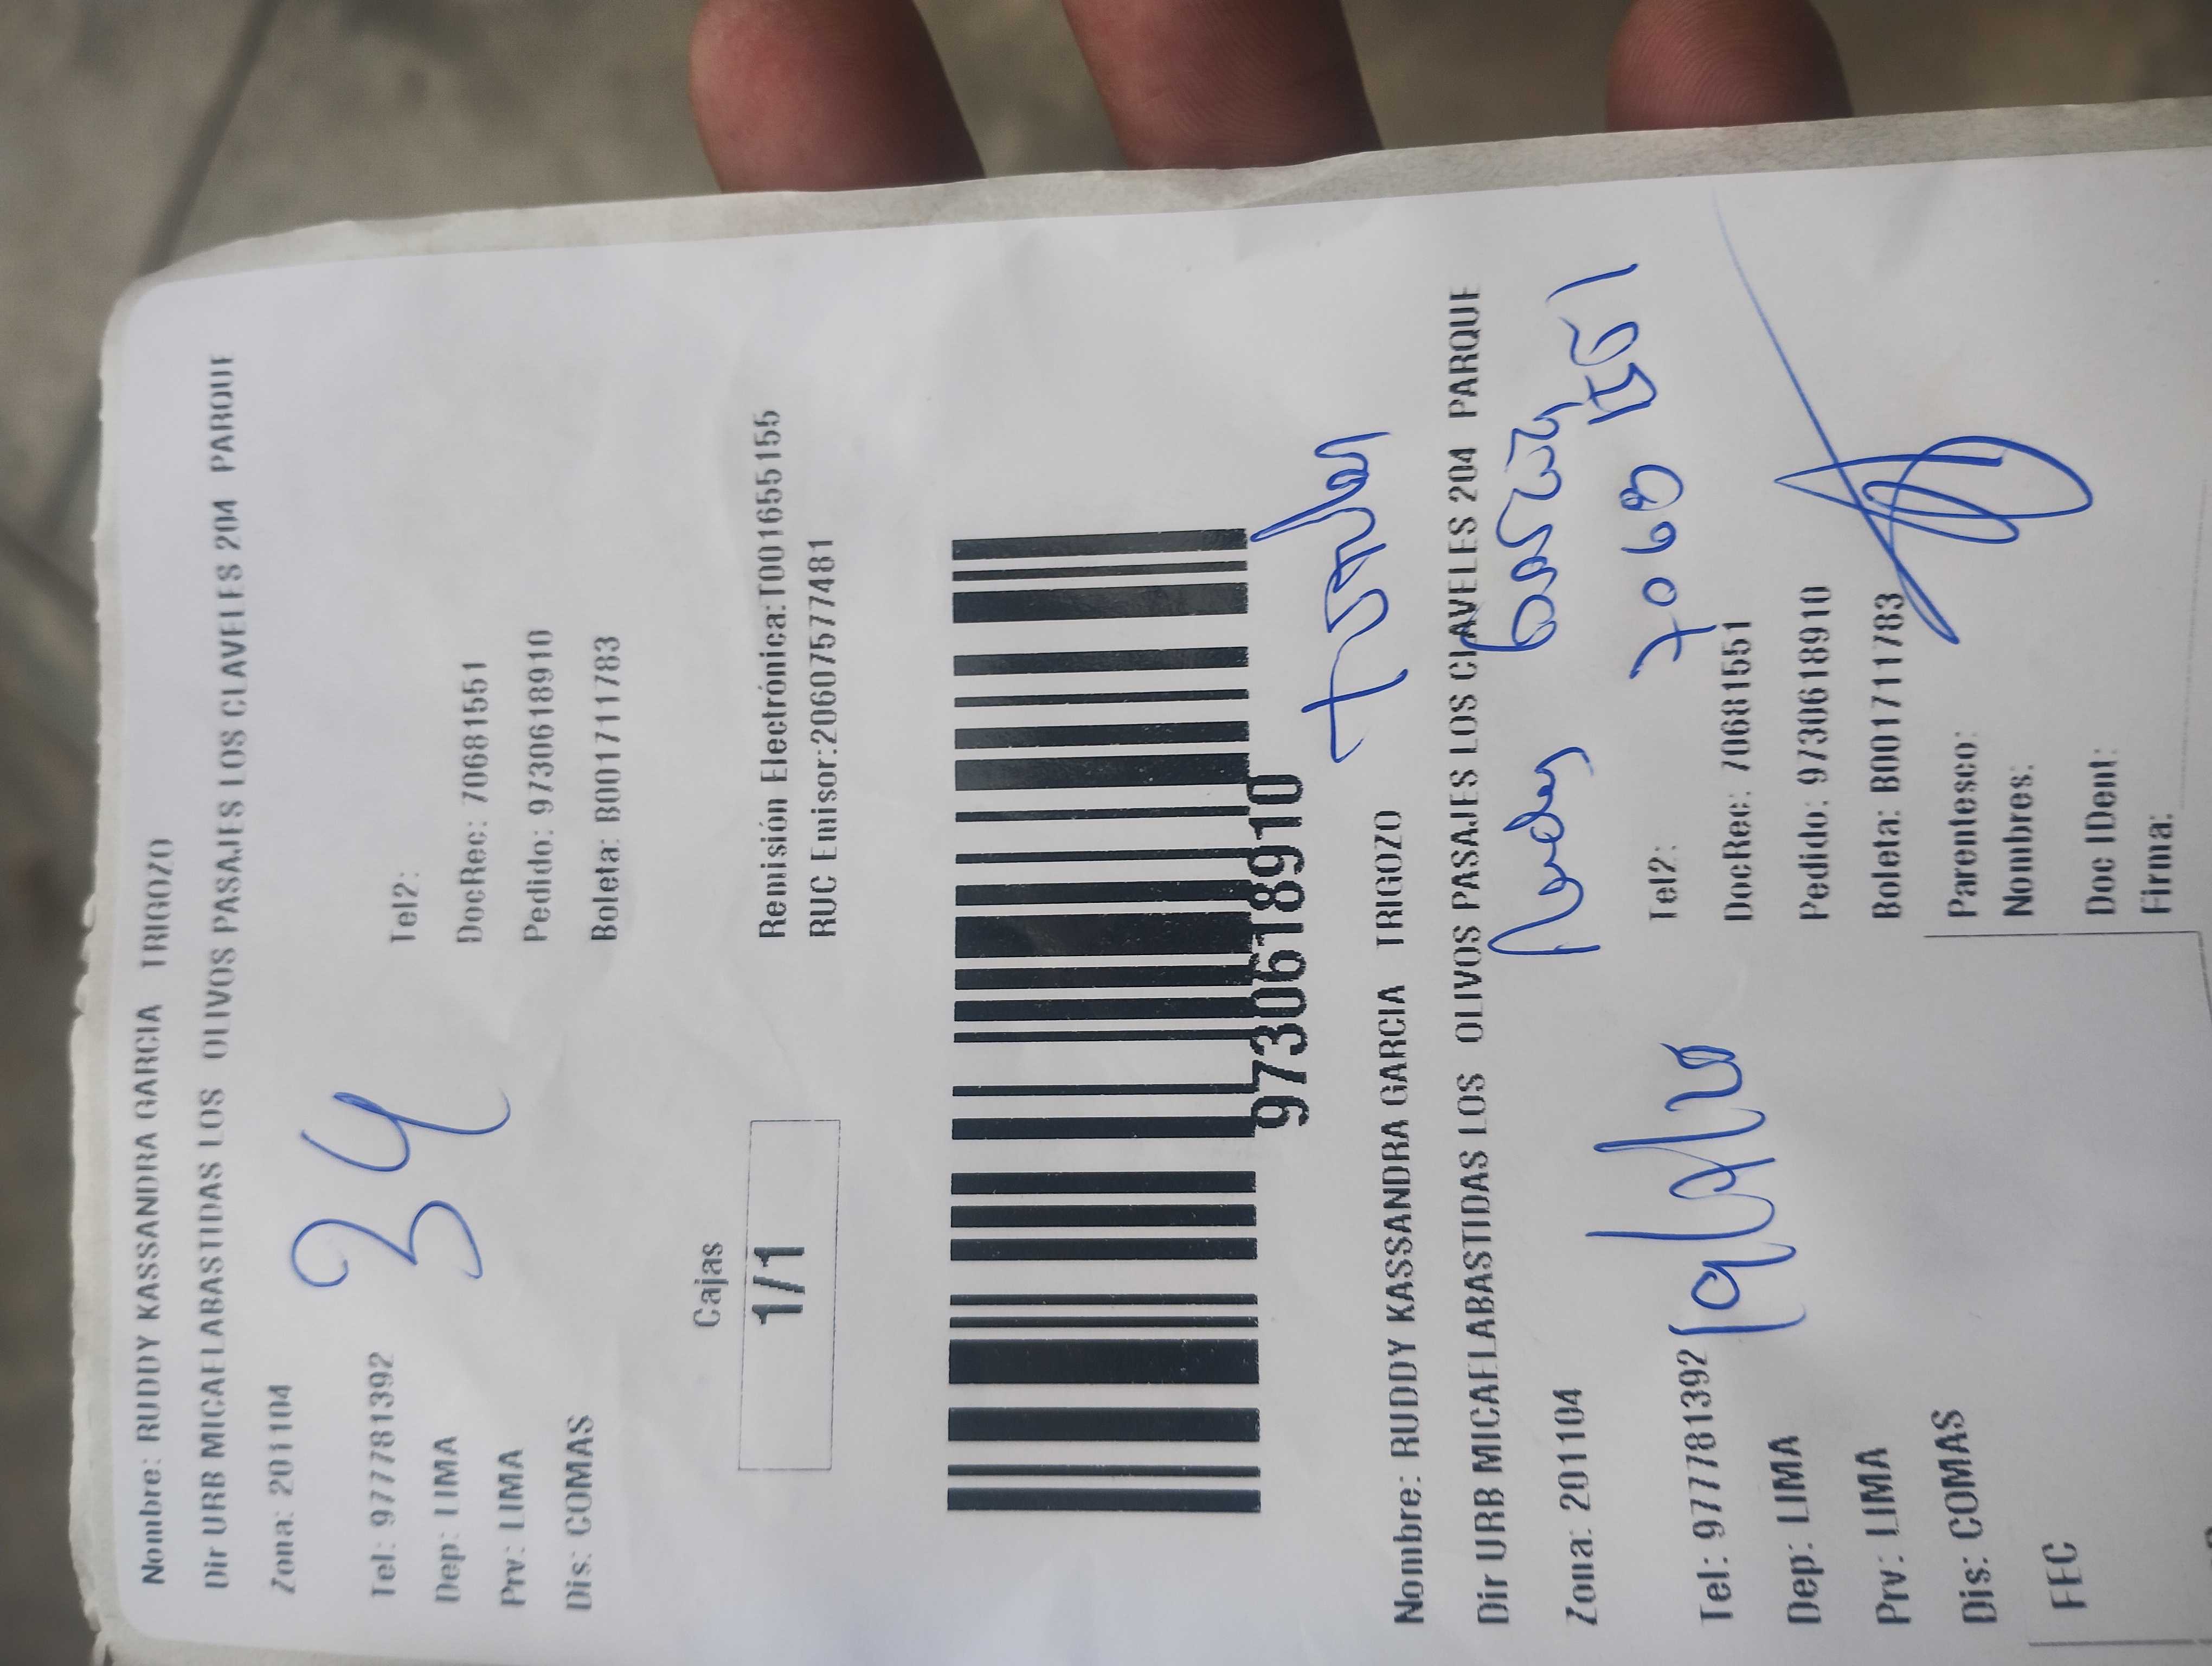 Nombre: RUDDY KASSANDRA GARCIA TRIGOZO
Dir URB MICAELABASTIDAS LOS OLIVOS PASAJES LOS CLAVELES 204 PARQUE
Zona: 201104
34
Tel: 977781392 Tel2:
Dep: LIMA DocRec: 70681551
Prv: LIMA Pedido: 9730618910
Dis: COMAS Boleta: B001711783
Cajas
1/1
Remisión Electrónica:T001655155
RUC Emisor:20607577481
9730618910
Titular
Nombre: RUDDY KASSANDRA GARCIA TRIGOZO
Dir URB MICAELABASTIDAS LOS OLIVOS PASAJES LOS CLAVELES 204 PARQUE
Zona: 201104
70681551
Tel: 977781392 Tel2:
Dep: LIMA DocRec: 70681551
Prv: LIMA Pedido: 9730618910
Dis: COMAS Boleta: B001711783
FEC
Parentesco:
Nombres:
Doc IDent:
Firma: